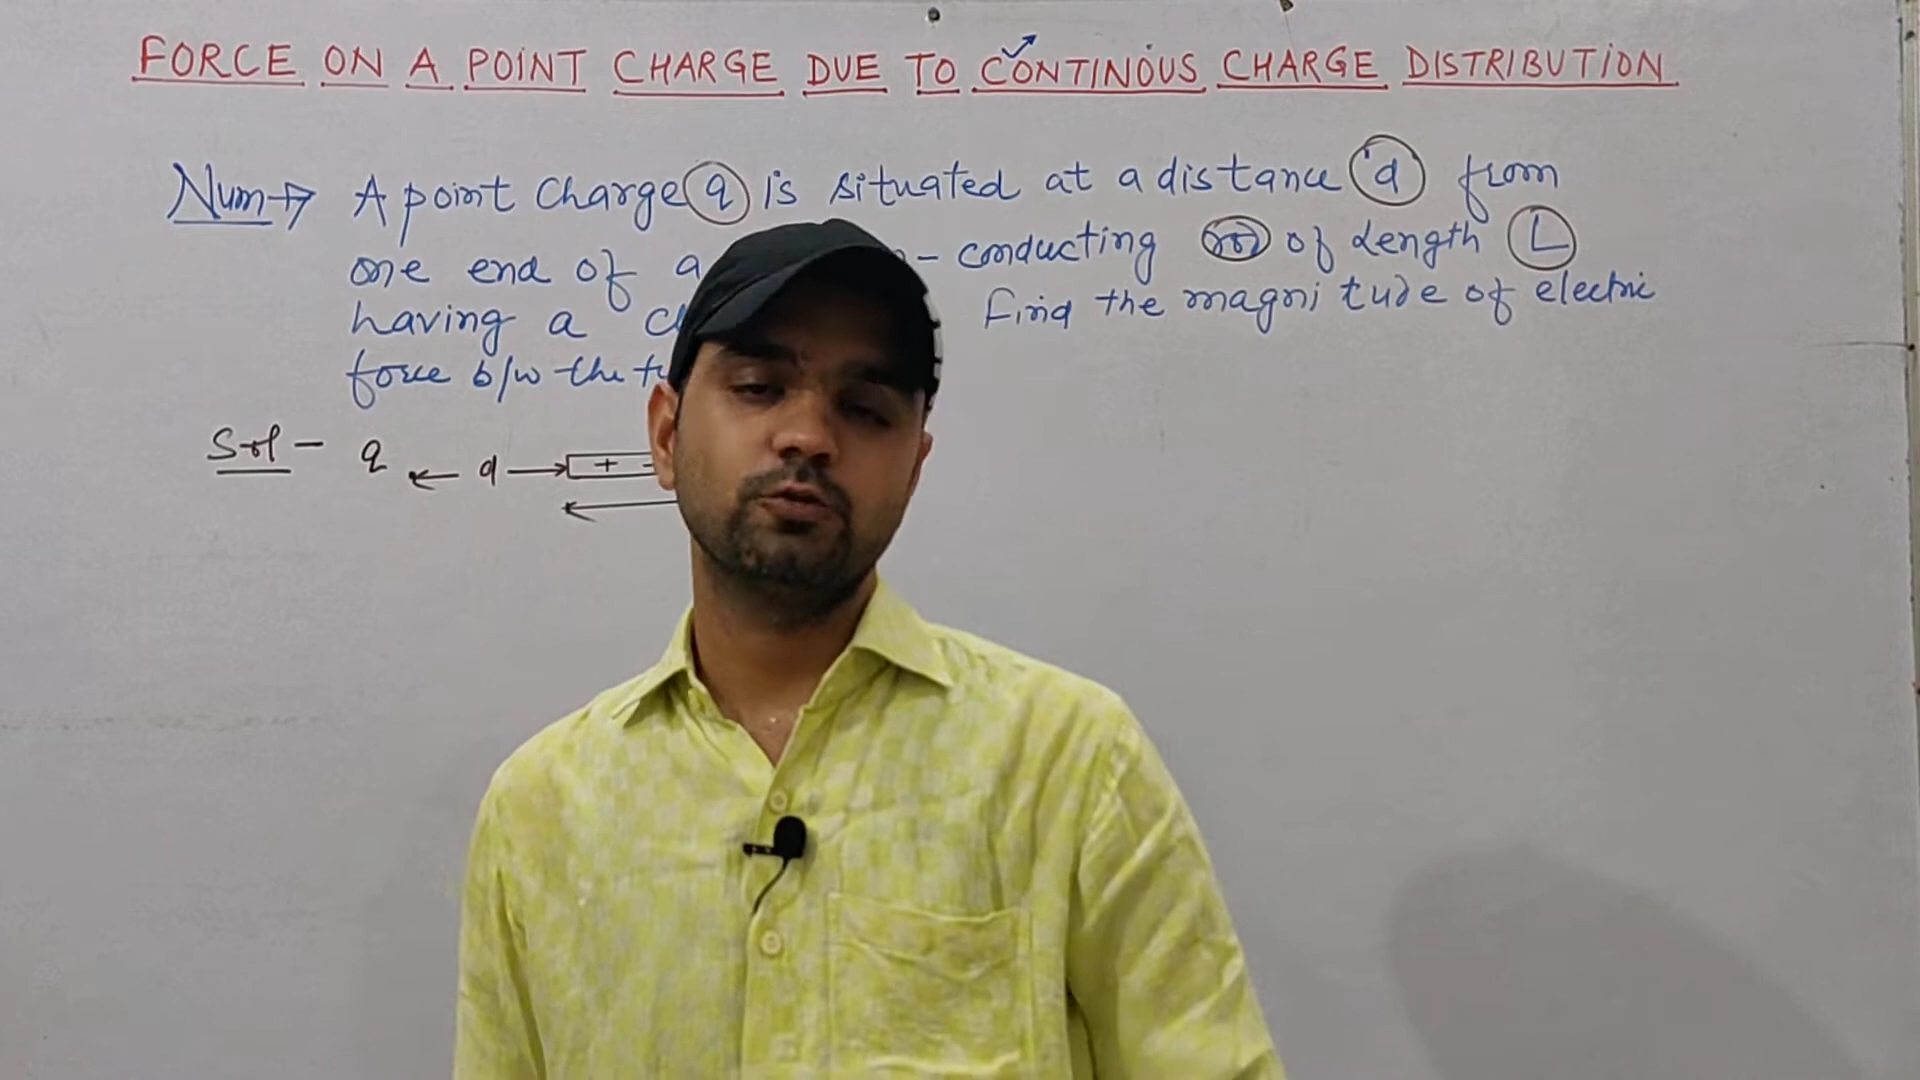 FORCE ON A POINT CHARGE DUE TO CONTINOUS CHARGE DISTRIBUTION
Num→ A point Charge q is situated at a distance 'd' from
one end of a - conducting rod of Length L
having a find the magnitude of electric
force b/w the
Sol - q ← d → +